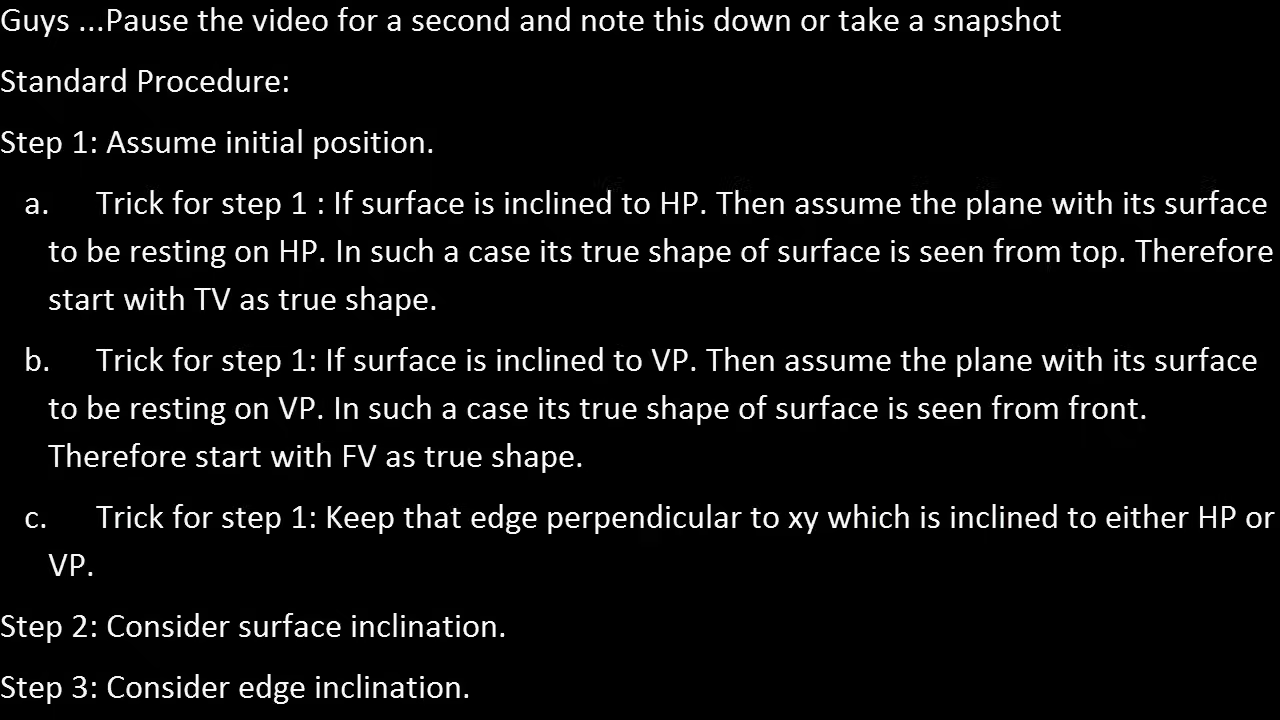 Guys ...Pause the video for a second and note this down or take a snapshot
Standard Procedure:
Step 1: Assume initial position.
a. Trick for step 1 : If surface is inclined to HP. Then assume the plane with its surface
to be resting on HP. In such a case its true shape of surface is seen from top. Therefore
start with TV as true shape.
b. Trick for step 1: If surface is inclined to VP. Then assume the plane with its surface
to be resting on VP. In such a case its true shape of surface is seen from front.
Therefore start with FV as true shape.
c. Trick for step 1: Keep that edge perpendicular to xy which is inclined to either HP or
VP.
Step 2: Consider surface inclination.
Step 3: Consider edge inclination.